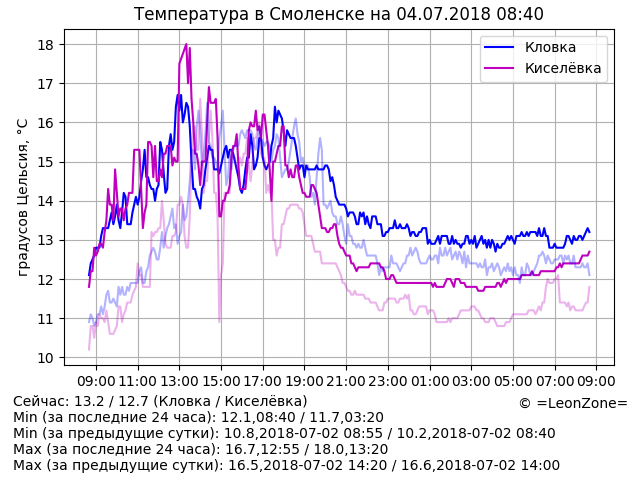 Температура в Смоленске на 04.07.2018 08:40
Кловка
Киселёвка
градусов Цельсия, °C
18
17
16
15
14
13
12
11
10
09:00 11:00 13:00 15:00 17:00 19:00 21:00 23:00 01:00 03:00 05:00 07:00 09:00
Сейчас: 13.2 / 12.7 (Кловка / Киселёвка)
© =LeonZone=
Min (за последние 24 часа): 12.1,08:40 / 11.7,03:20
Min (за предыдущие сутки): 10.8,2018-07-02 08:55 / 10.2,2018-07-02 08:40
Max (за последние 24 часа): 16.7,12:55 / 18.0,13:20
Max (за предыдущие сутки): 16.5,2018-07-02 14:20 / 16.6,2018-07-02 14:00